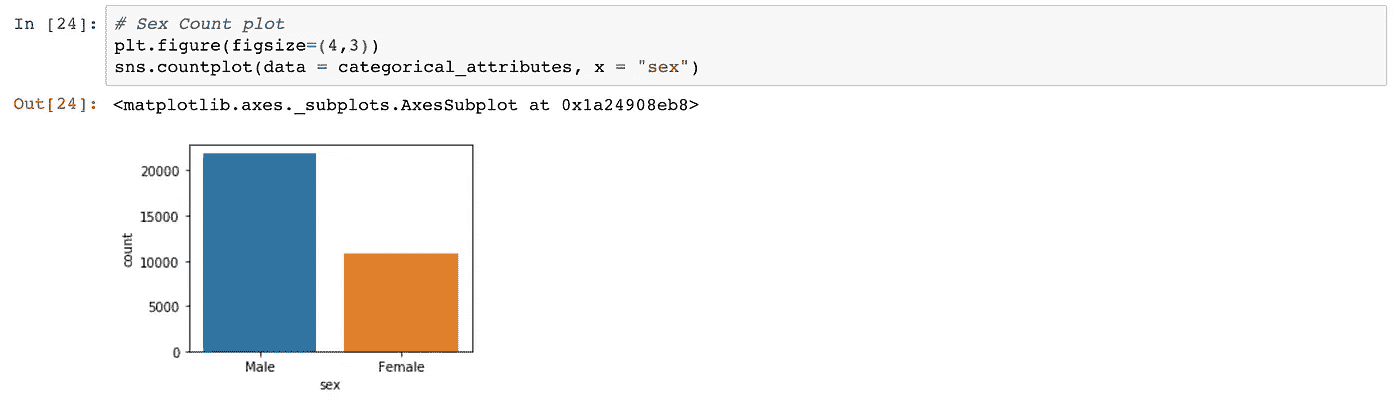 In [24]: # Sex Count plot
plt.figure(figsize=(4,3))
sns.countplot(data = categorical_attributes, x = "sex")
Out[24]: <matplotlib.axes._subplots.AxesSubplot at 0x1a24908eb8>
20000
15000
10000
5000
0
count
Male Female
sex